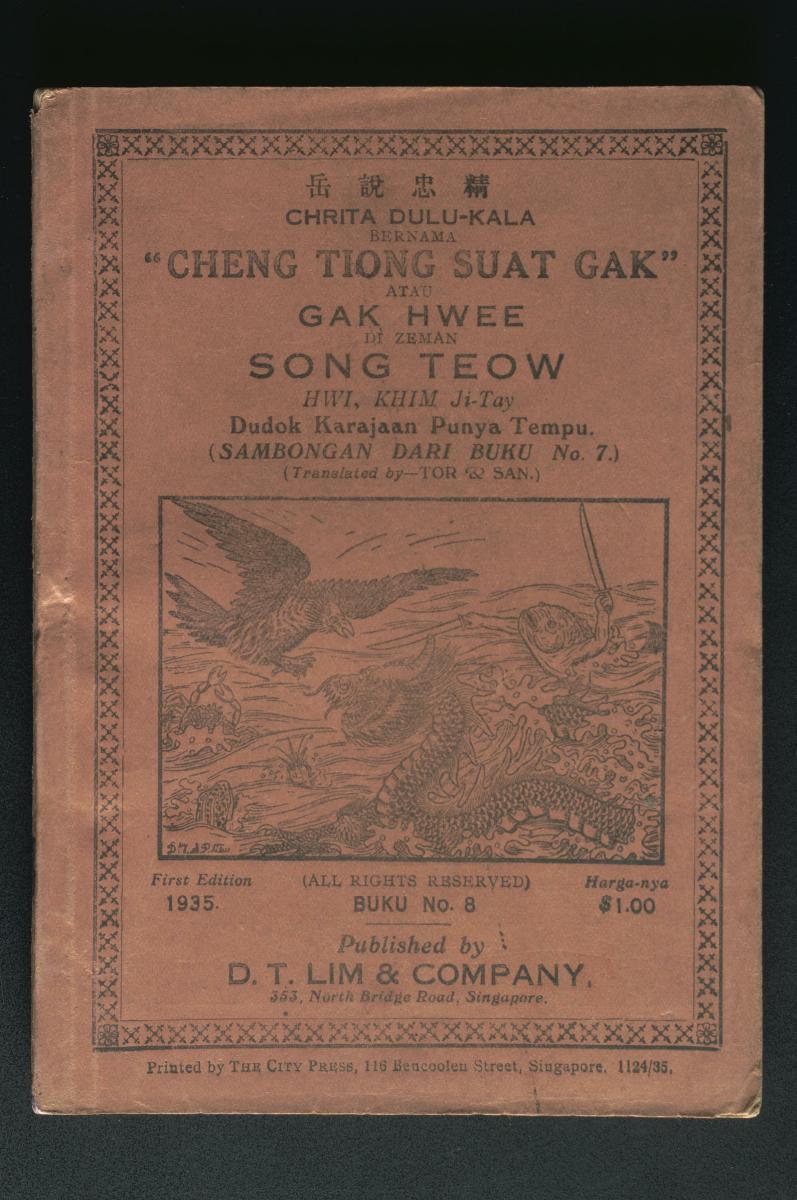 岳說忠精
CHRITA DULU-KALA
BERNAMA
"CHENG TIONG SUAT GAK"
ATAU
GAK HWEE
DI ZEMAN
SONG TEOW
HWI, KHIM Ji-Tay
Dudok Karajaan Punya Tempu.
(SAMBONGAN DARI BUKU No. 7.)
(Translated by—TOR & SAN.)
First Edition (ALL RIGHTS RESERVED) Harga-nya
1935. BUKU No. 8 $1.00
Published by
D. T. LIM & COMPANY,
353, North Bridge Road, Singapore.
Printed by THE CITY PRESS, 116 Bencoolen Street, Singapore. 1124/35.